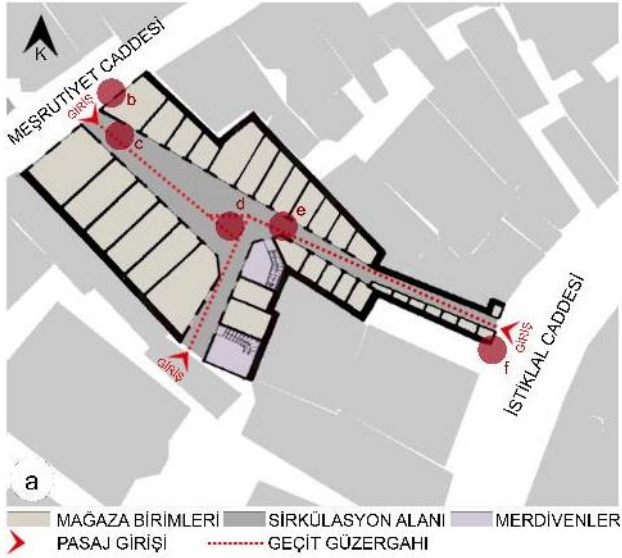 K
MEŞRUTİYET CADDESİ
GİRİŞ
b
c
d
e
GİRİŞ
GİRİŞ
f
İSTİKLAL CADDESİ
a
MAĞAZA BİRİMLERİ SİRKÜLASYON ALANI MERDİVENLER
PASAJ GİRİŞİ GEÇİT GÜZERGAHI